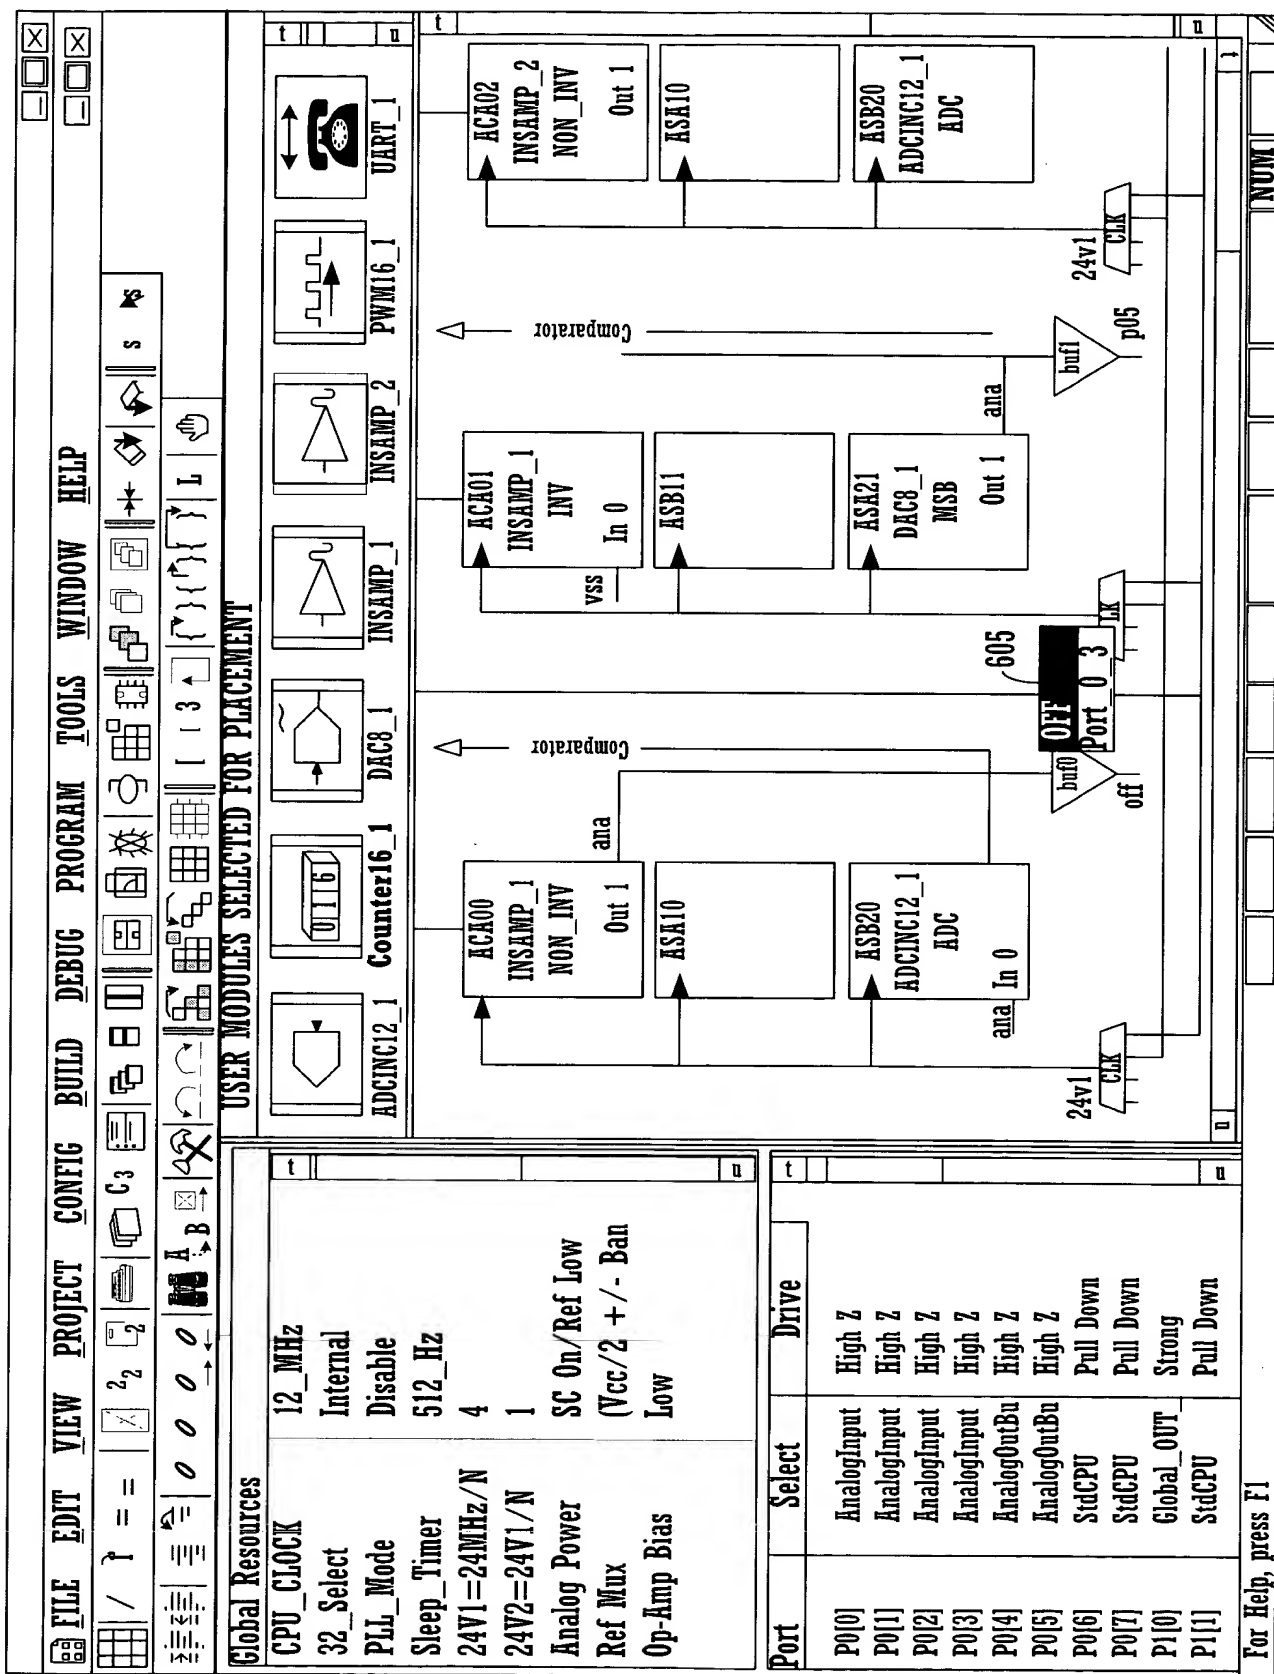 FILE EDIT VIEW PROJECT CONFIG BUILD DEBUG PROGRAM TOOLS WINDOW HELP
USER MODULES SELECTED FOR PLACEMENT
ADCINC12_1 Counter16_1 DAC8_1 INSAMP_1 INSAMP_2 PWM16_1 UART_1
Global Resources
CPU_CLOCK 12_MHz
32_Select Internal
PLL_Mode Disable
Sleep_Timer 512_Hz
24V1=24MHz/N 4
24V2=24V1/N 1
Analog Power SC On/Ref Low
Ref Mux (Vcc/2 +/- Ban
Op-Amp Bias Low
Port Select Drive
P0[0] AnalogInput High Z
P0[1] AnalogInput High Z
P0[2] AnalogInput High Z
P0[3] AnalogInput High Z
P0[4] AnalogOutBu High Z
P0[5] AnalogOutBu High Z
P0[6] StdCPU Pull Down
P0[7] StdCPU Pull Down
P1[0] Global_OUT_ Strong
P1[1] StdCPU Pull Down
ACA00
INSAMP_1
NON_INV
Out 1
ana
ASA10
ASB20
ADCINC12_1
ADC
ana In 0
24v1
CLK
Comparator
buf0
off
605
OFF
Port_0_3
ACA01
INSAMP_1
INV
In 0
vss
ASB11
ASA21
DAC8_1
MSB
Out 1
ana
LK
Comparator
buf1
p05
ACA02
INSAMP_2
NON_INV
Out 1
ASA10
ASB20
ADCINC12_1
ADC
24v1
CLK
For Help, press F1
NUM